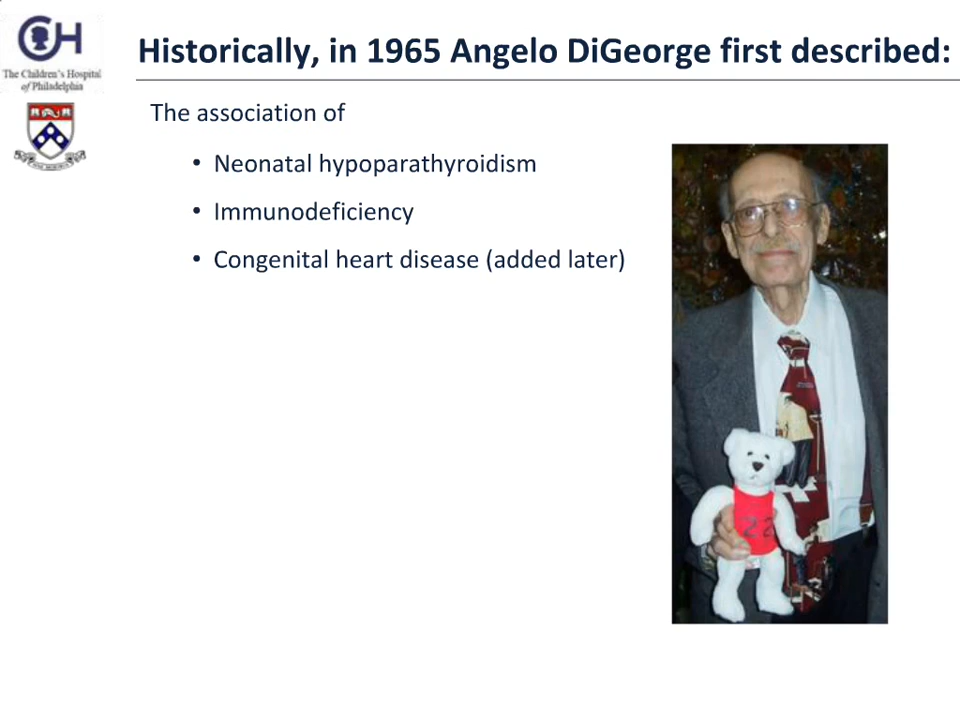 Historically, in 1965 Angelo DiGeorge first described:
The Children's Hospital
of Philadelphia
The association of
• Neonatal hypoparathyroidism
• Immunodeficiency
• Congenital heart disease (added later)
22